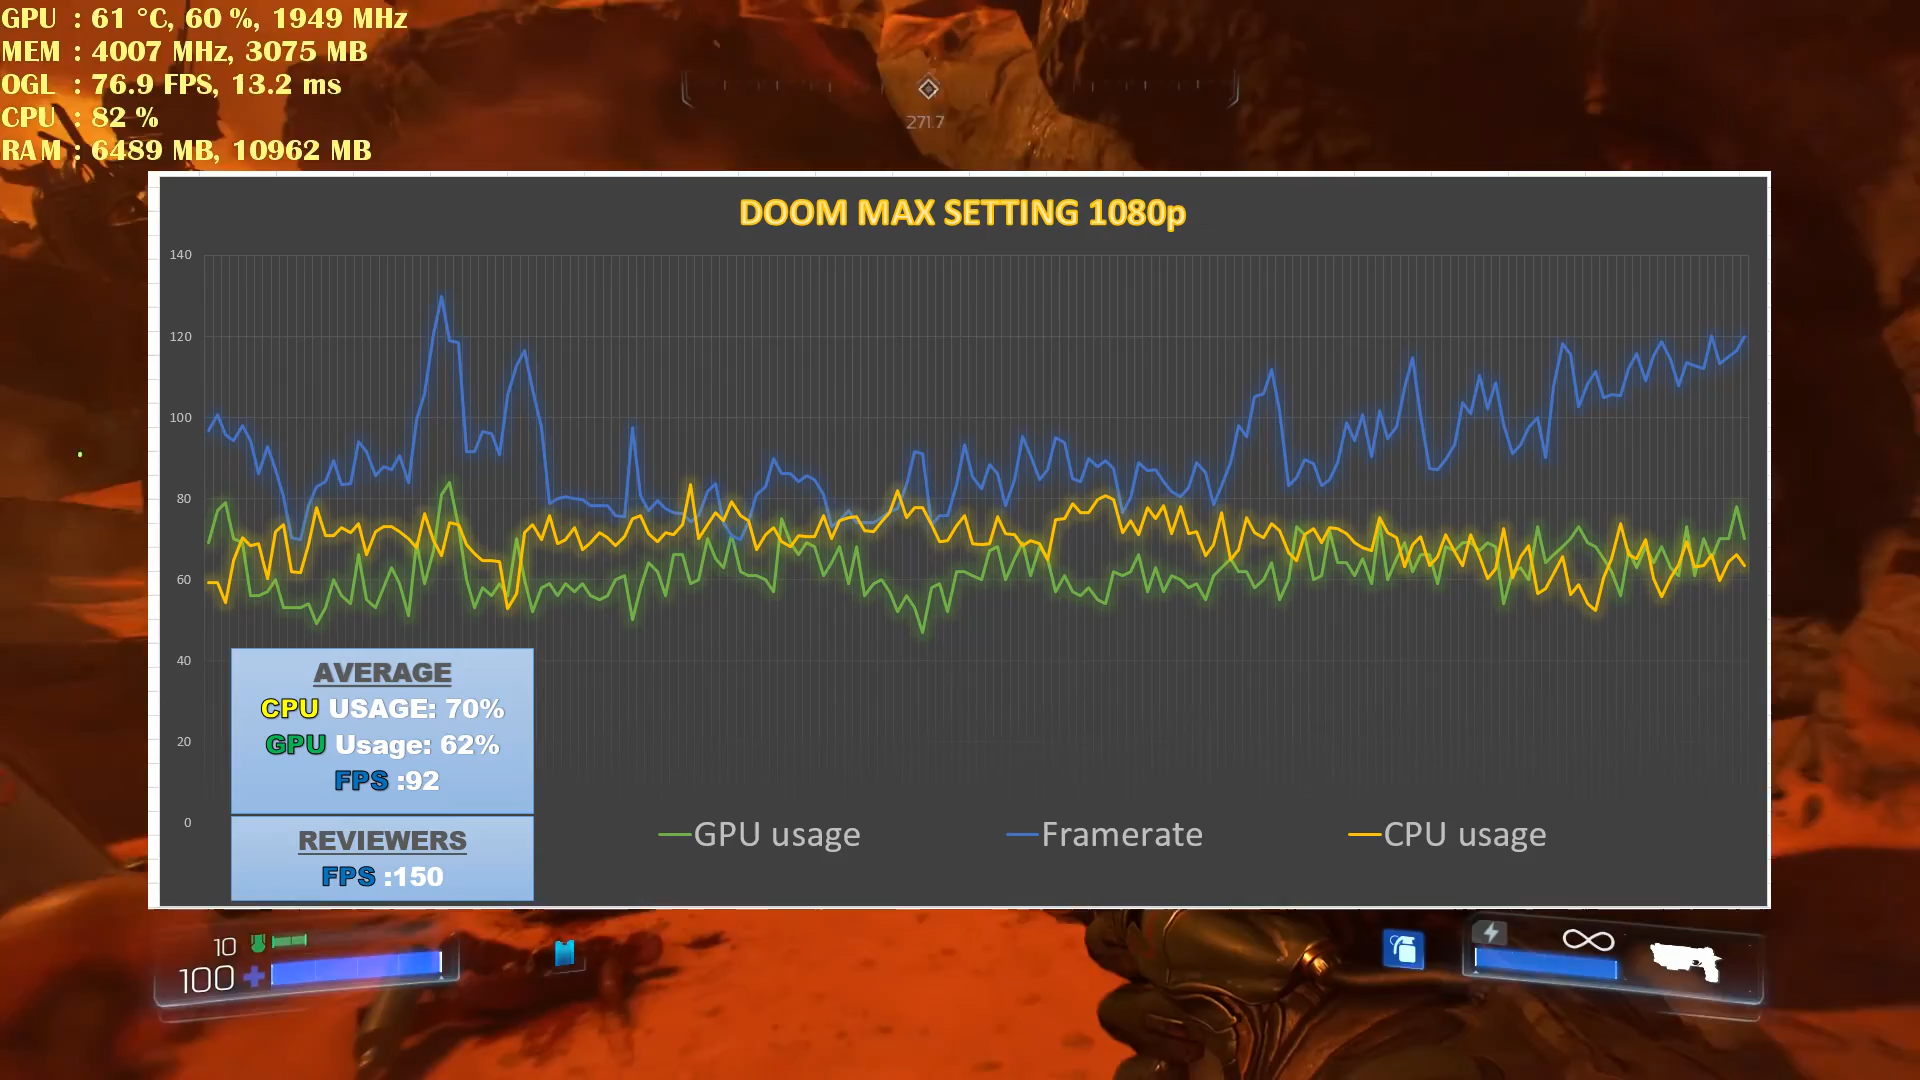 GPU : 61 °C, 60 %, 1949 MHz
MEM : 4007 MHz, 3075 MB
OGL : 76.9 FPS, 13.2 ms
CPU : 82 %
RAM : 6489 MB, 10962 MB
271.7
DOOM MAX SETTING 1080p
140
120
100
80
60
40
20
0
AVERAGE
CPU USAGE: 70%
GPU Usage: 62%
FPS :92
REVIEWERS
FPS :150
GPU usage
Framerate
CPU usage
10
100